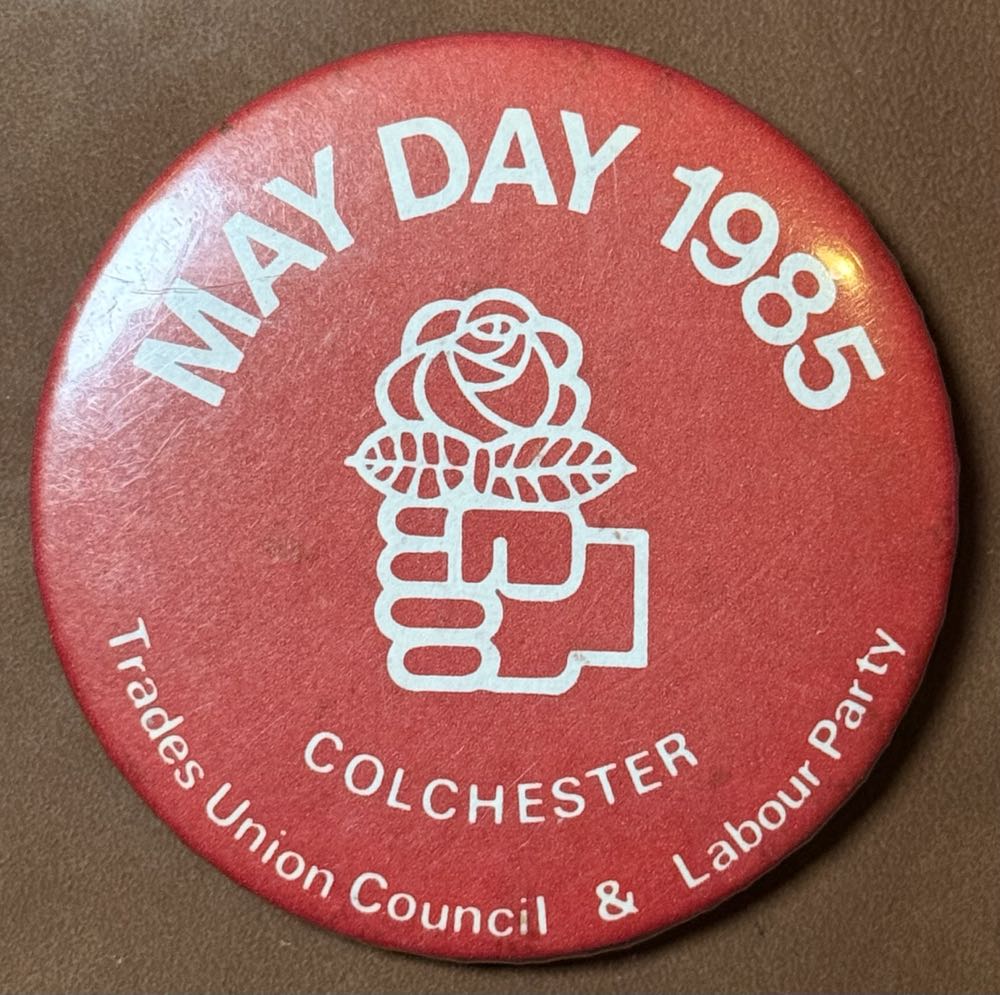 MAY DAY 1985
COLCHESTER
Trades Union Council & Labour Party